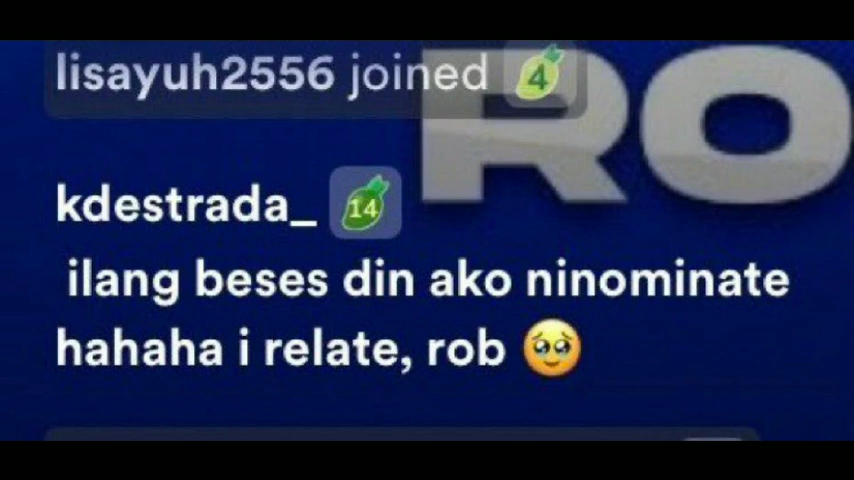 RO
lisayuh2556 joined 4
kdestrada_ 14
ilang beses din ako ninominate
hahaha i relate, rob 🥹